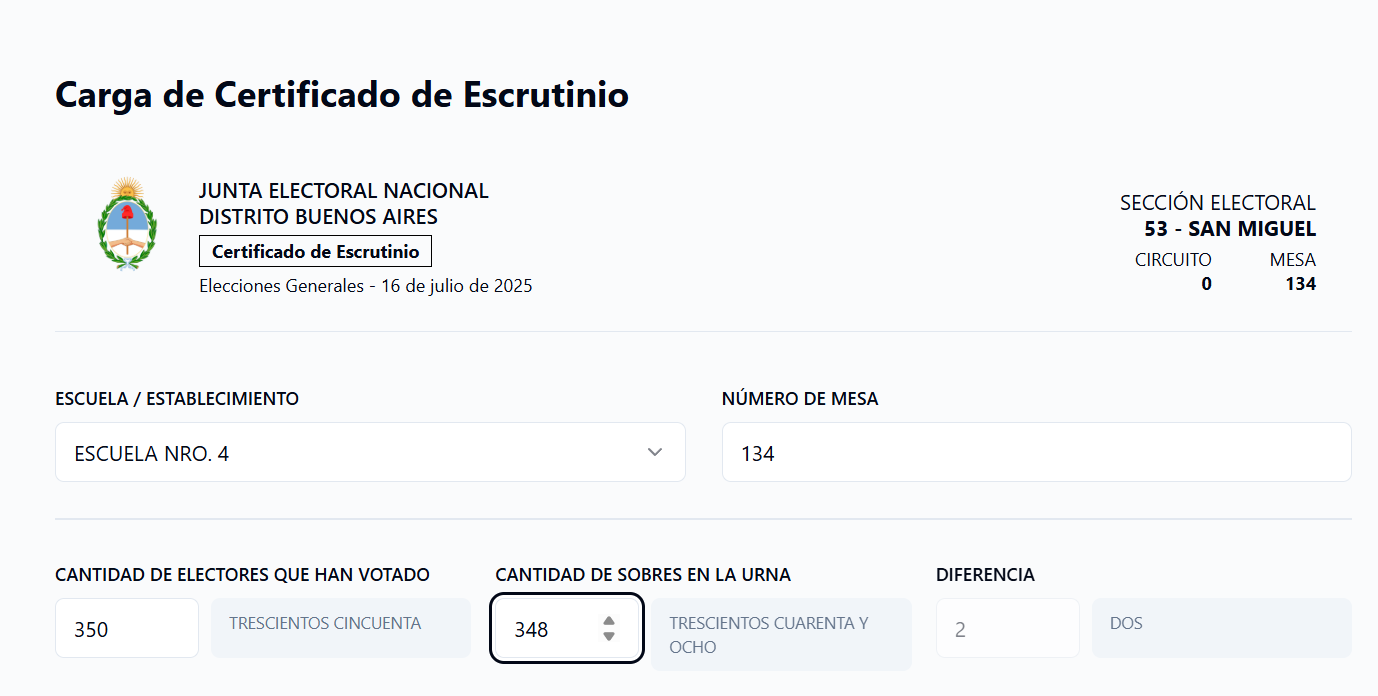 Carga de Certificado de Escrutinio
JUNTA ELECTORAL NACIONAL
DISTRITO BUENOS AIRES
Certificado de Escrutinio
Elecciones Generales - 16 de julio de 2025
SECCIÓN ELECTORAL
53 - SAN MIGUEL
CIRCUITO MESA
0 134
ESCUELA / ESTABLECIMIENTO
ESCUELA NRO. 4
NÚMERO DE MESA
134
CANTIDAD DE ELECTORES QUE HAN VOTADO
350
TRESCIENTOS CINCUENTA
CANTIDAD DE SOBRES EN LA URNA
348
TRESCIENTOS CUARENTA Y
OCHO
DIFERENCIA
2
DOS